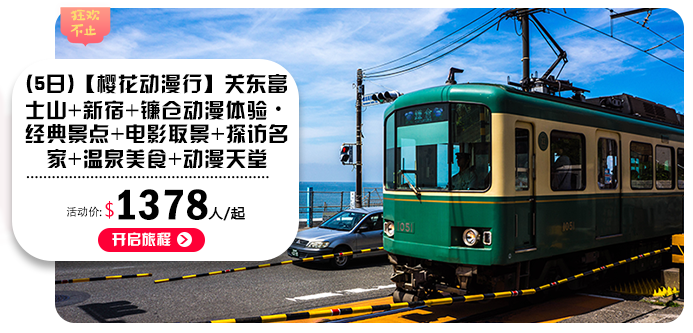 狂欢
不止
(5日)【樱花动漫行】关东富
士山+新宿+镰仓动漫体验·
经典景点+电影取景+探访名
家+温泉美食+动漫天堂
活动价:$1378人/起
开启旅程
1051
1051